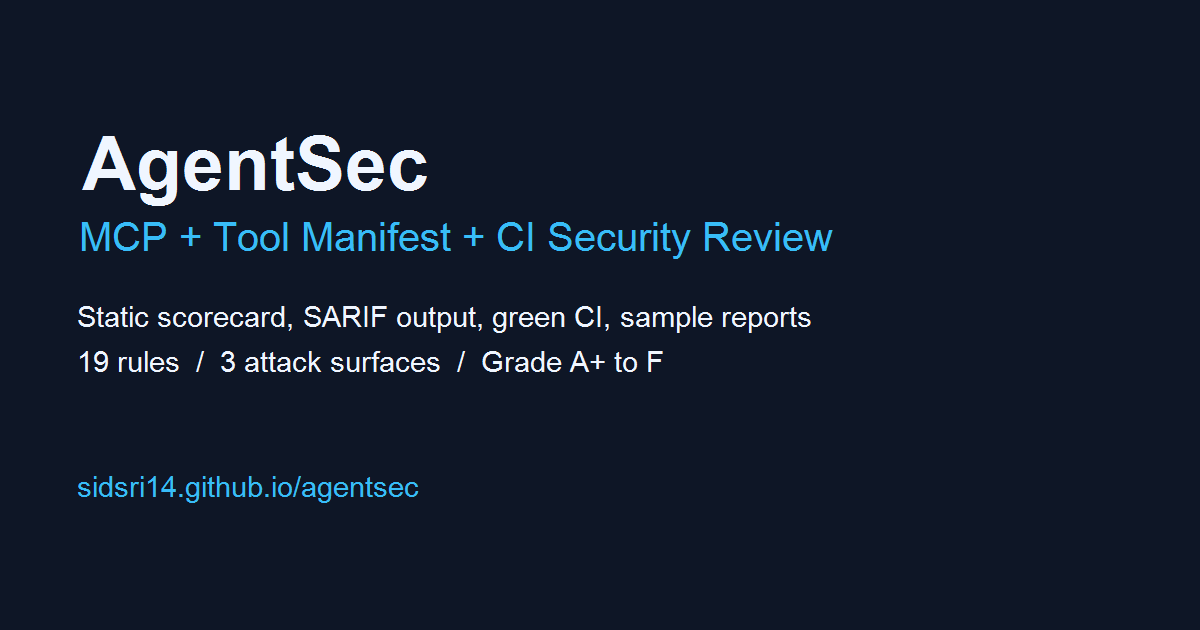 AgentSec
MCP + Tool Manifest + CI Security Review
Static scorecard, SARIF output, green CI, sample reports
19 rules / 3 attack surfaces / Grade A+ to F
sidsri14.github.io/agentsec